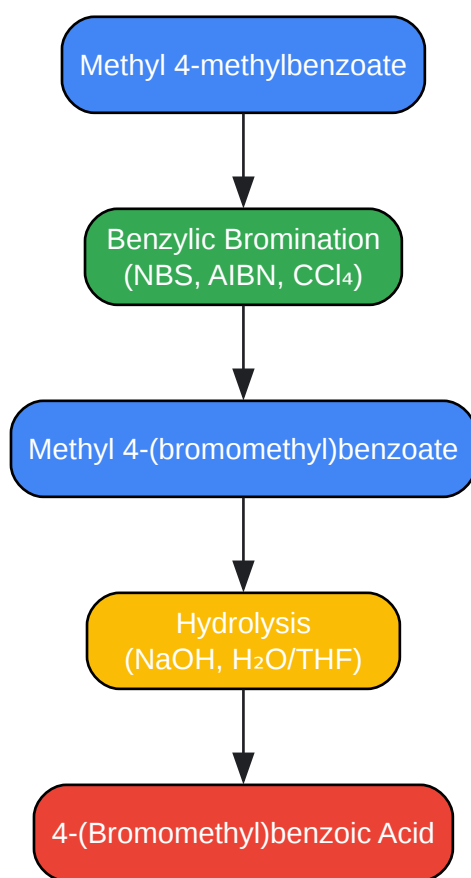 Methyl 4-methylbenzoate
Benzylic Bromination
(NBS, AIBN, CCl₄)
Methyl 4-(bromomethyl)benzoate
Hydrolysis
(NaOH, H₂O/THF)
4-(Bromomethyl)benzoic Acid